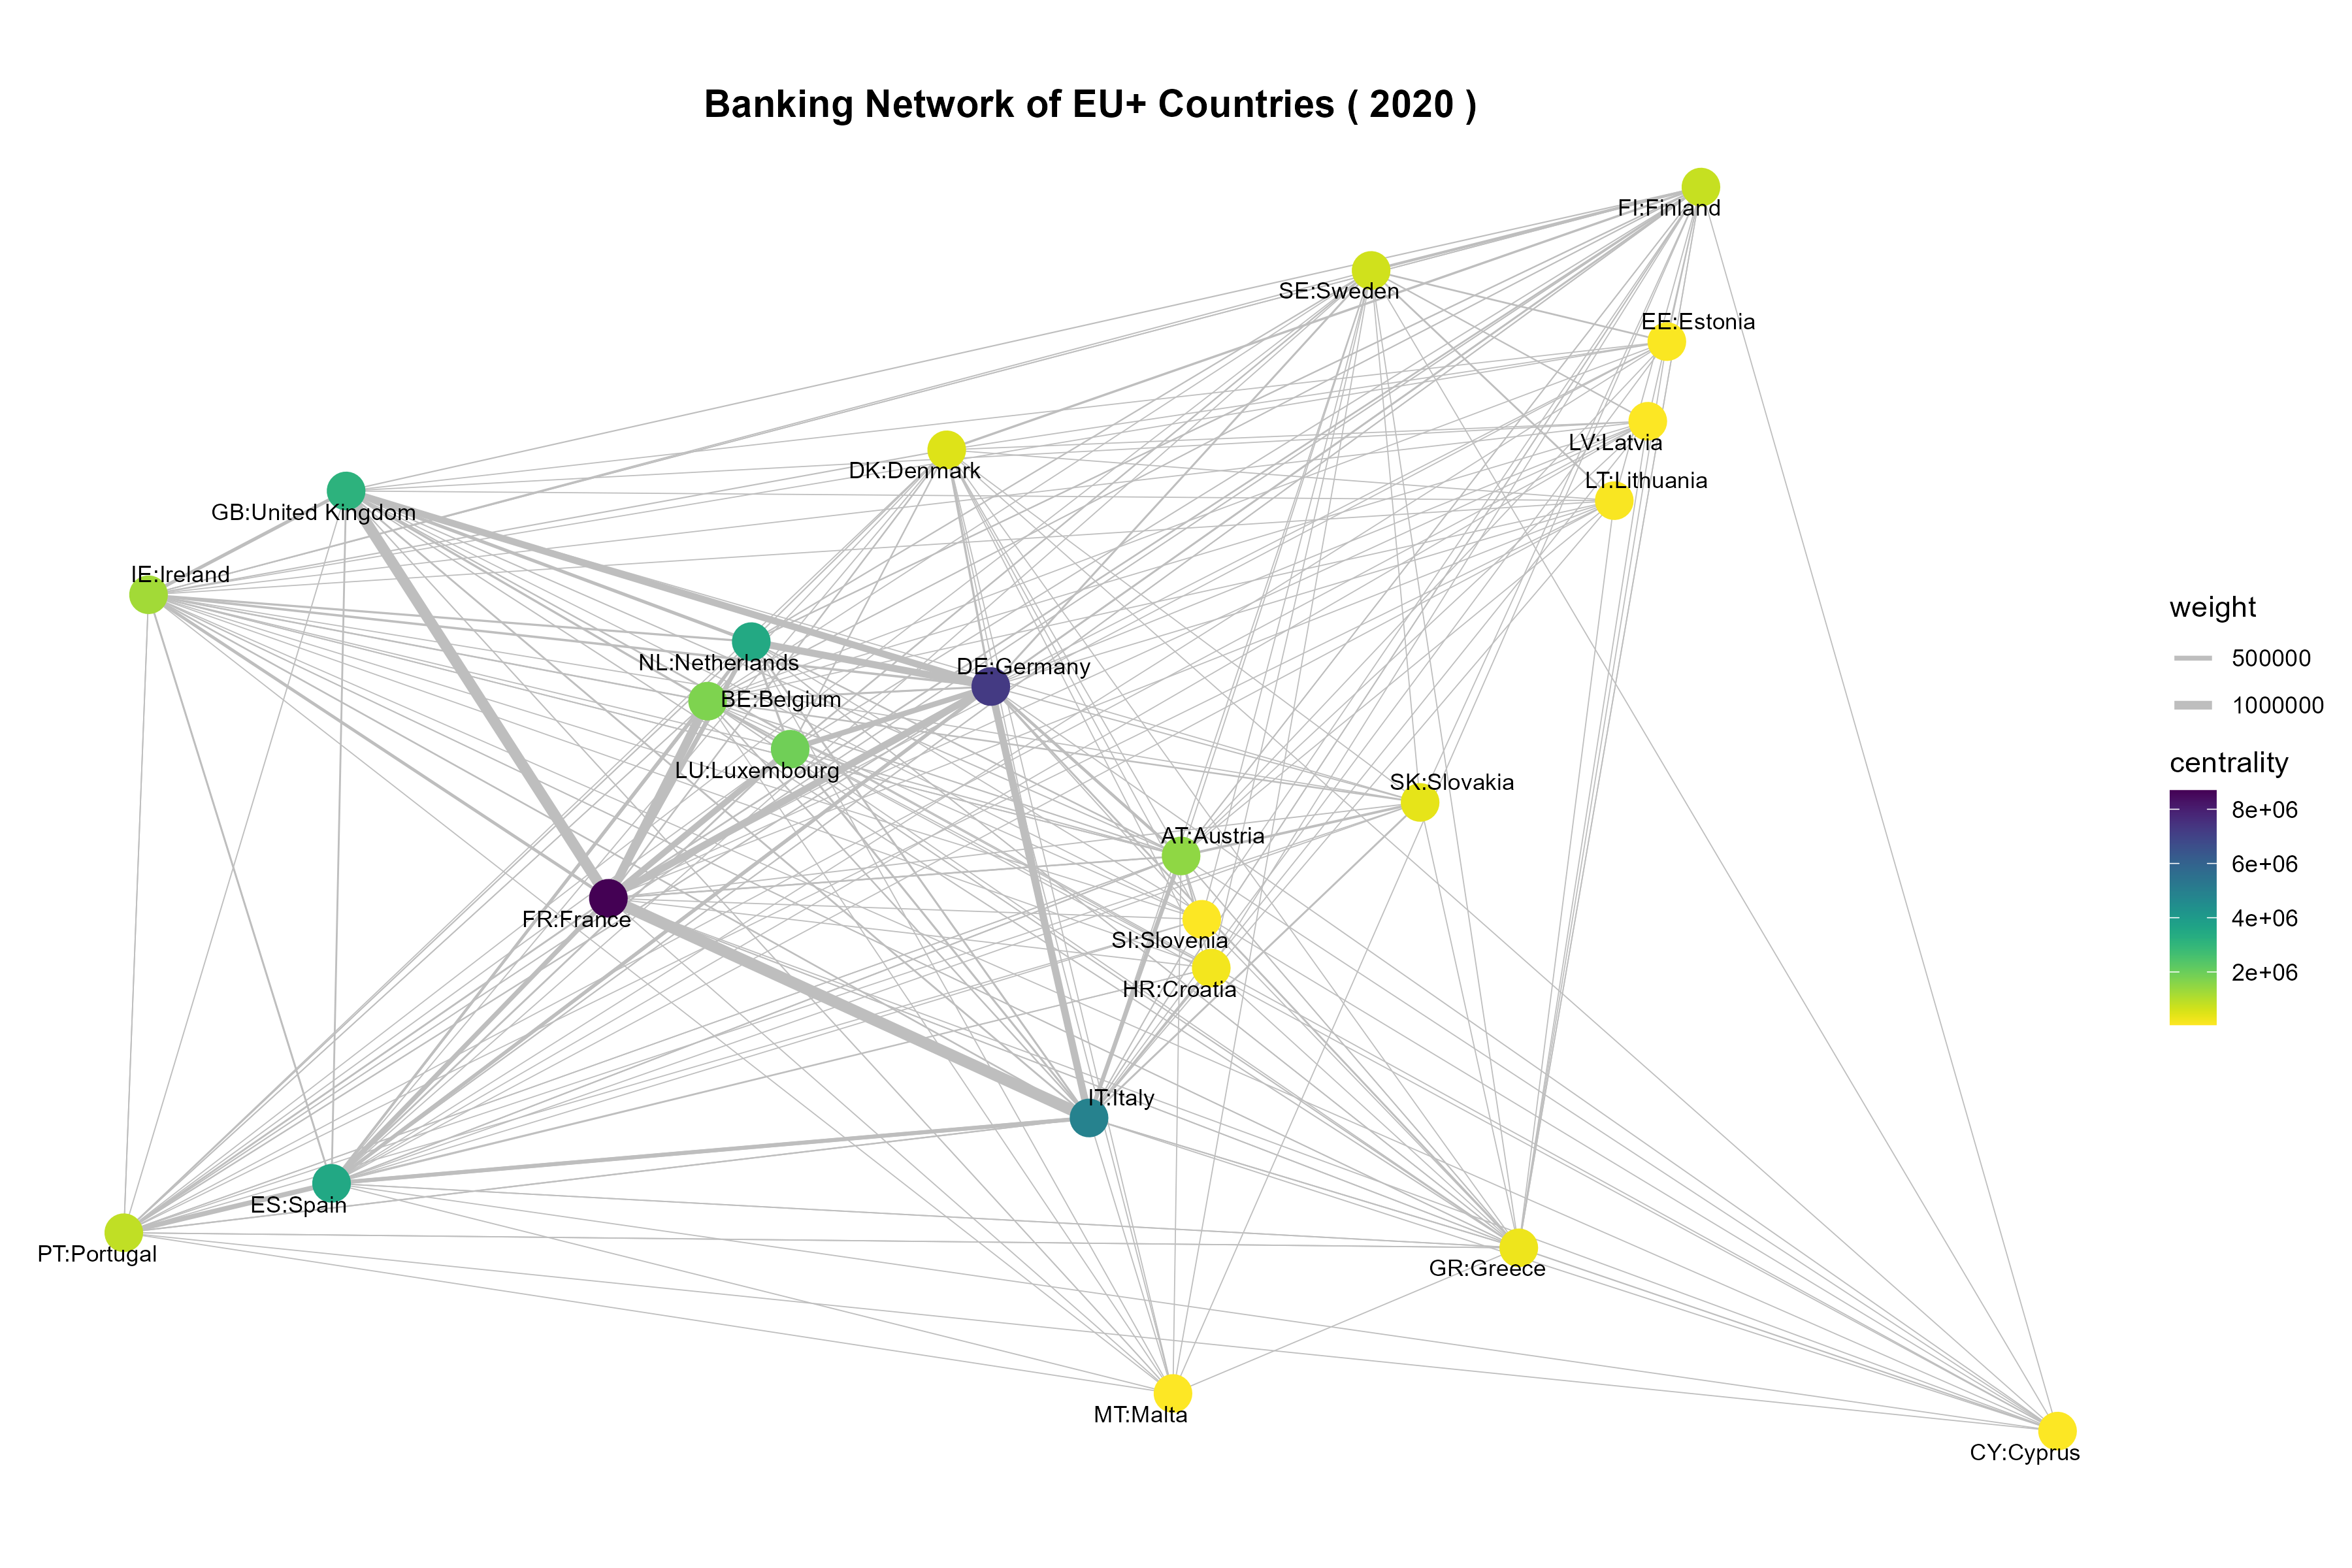 Banking Network of EU+ Countries ( 2020 )
FI:Finland
SE:Sweden
EE:Estonia
LV:Latvia
DK:Denmark
LT:Lithuania
GB:United Kingdom
IE:Ireland
NL:Netherlands
DE:Germany
BE:Belgium
LU:Luxembourg
SK:Slovakia
AT:Austria
FR:France
SI:Slovenia
HR:Croatia
IT:Italy
ES:Spain
PT:Portugal
GR:Greece
MT:Malta
CY:Cyprus
weight
500000
1000000
centrality
8e+06
6e+06
4e+06
2e+06